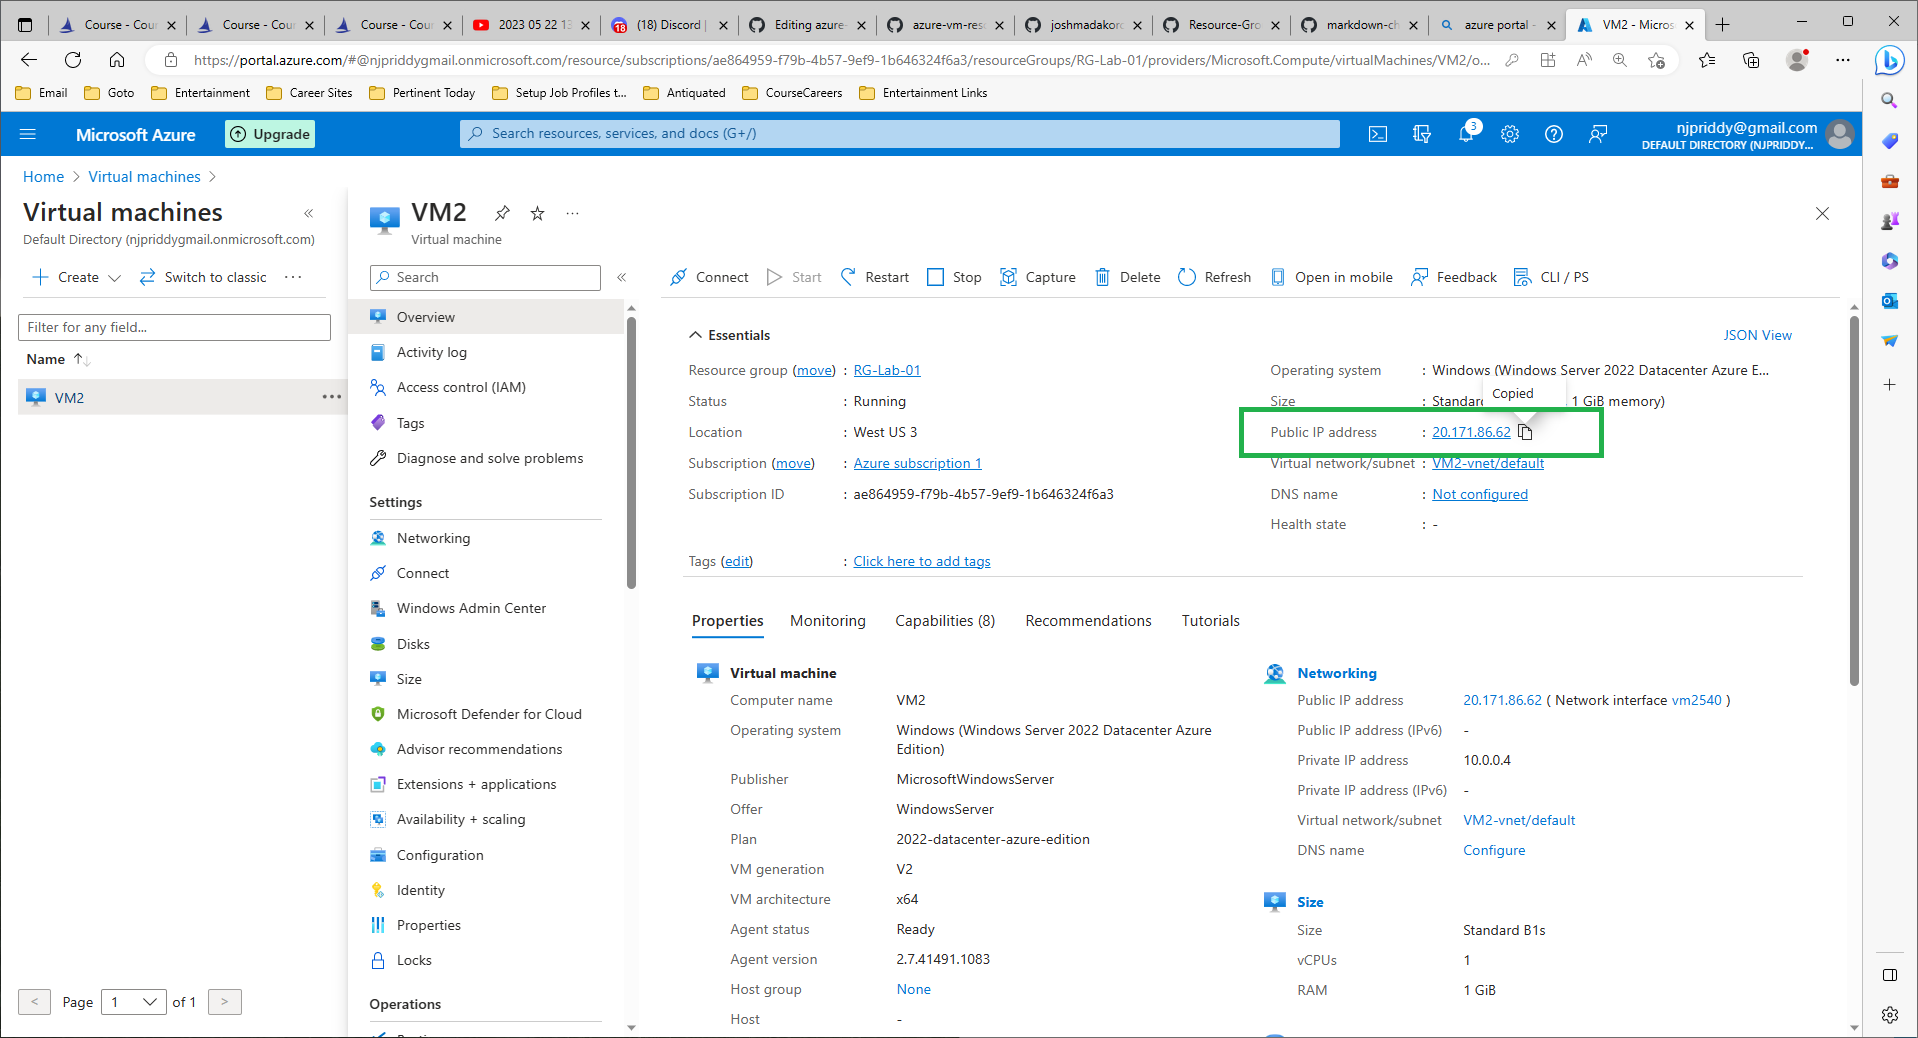 Course - Cou
Course - Cou
Course - Cou
2023 05 22 13
(18) Discord |
Editing azure-
azure-vm-res
joshmadakor
Resource-Gro
markdown-ch
azure portal -
VM2 - Micros
https://portal.azure.com/#@njpriddygmail.onmicrosoft.com/resource/subscriptions/ae864959-f79b-4b57-9ef9-1b646324f6a3/resourceGroups/RG-Lab-01/providers/Microsoft.Compute/virtualMachines/VM2/o...
Email
Goto
Entertainment
Career Sites
Pertinent Today
Setup Job Profiles t...
Antiquated
CourseCareers
Entertainment Links
Microsoft Azure
Upgrade
Search resources, services, and docs (G+/)
3
njpriddy@gmail.com
DEFAULT DIRECTORY (NJPRIDDY...
Home > Virtual machines >
Virtual machines
Default Directory (njpriddygmail.onmicrosoft.com)
Create
Switch to classic
Filter for any field...
Name
VM2
Page 1 of 1
VM2
Virtual machine
Search
Overview
Activity log
Access control (IAM)
Tags
Diagnose and solve problems
Settings
Networking
Connect
Windows Admin Center
Disks
Size
Microsoft Defender for Cloud
Advisor recommendations
Extensions + applications
Availability + scaling
Configuration
Identity
Properties
Locks
Operations
Connect
Start
Restart
Stop
Capture
Delete
Refresh
Open in mobile
Feedback
CLI / PS
Essentials
JSON View
Resource group (move) : RG-Lab-01
Status : Running
Location : West US 3
Subscription (move) : Azure subscription 1
Subscription ID : ae864959-f79b-4b57-9ef9-1b646324f6a3
Tags (edit) : Click here to add tags
Operating system : Windows (Windows Server 2022 Datacenter Azure E...
Copied
Size : Standard 1 GiB memory)
Public IP address : 20.171.86.62
Virtual network/subnet : VM2-vnet/default
DNS name : Not configured
Health state : -
Properties
Monitoring
Capabilities (8)
Recommendations
Tutorials
Virtual machine
Computer name VM2
Operating system Windows (Windows Server 2022 Datacenter Azure
Edition)
Publisher MicrosoftWindowsServer
Offer WindowsServer
Plan 2022-datacenter-azure-edition
VM generation V2
VM architecture x64
Agent status Ready
Agent version 2.7.41491.1083
Host group None
Host -
Networking
Public IP address 20.171.86.62 ( Network interface vm2540 )
Public IP address (IPv6) -
Private IP address 10.0.0.4
Private IP address (IPv6) -
Virtual network/subnet VM2-vnet/default
DNS name Configure
Size
Size Standard B1s
vCPUs 1
RAM 1 GiB